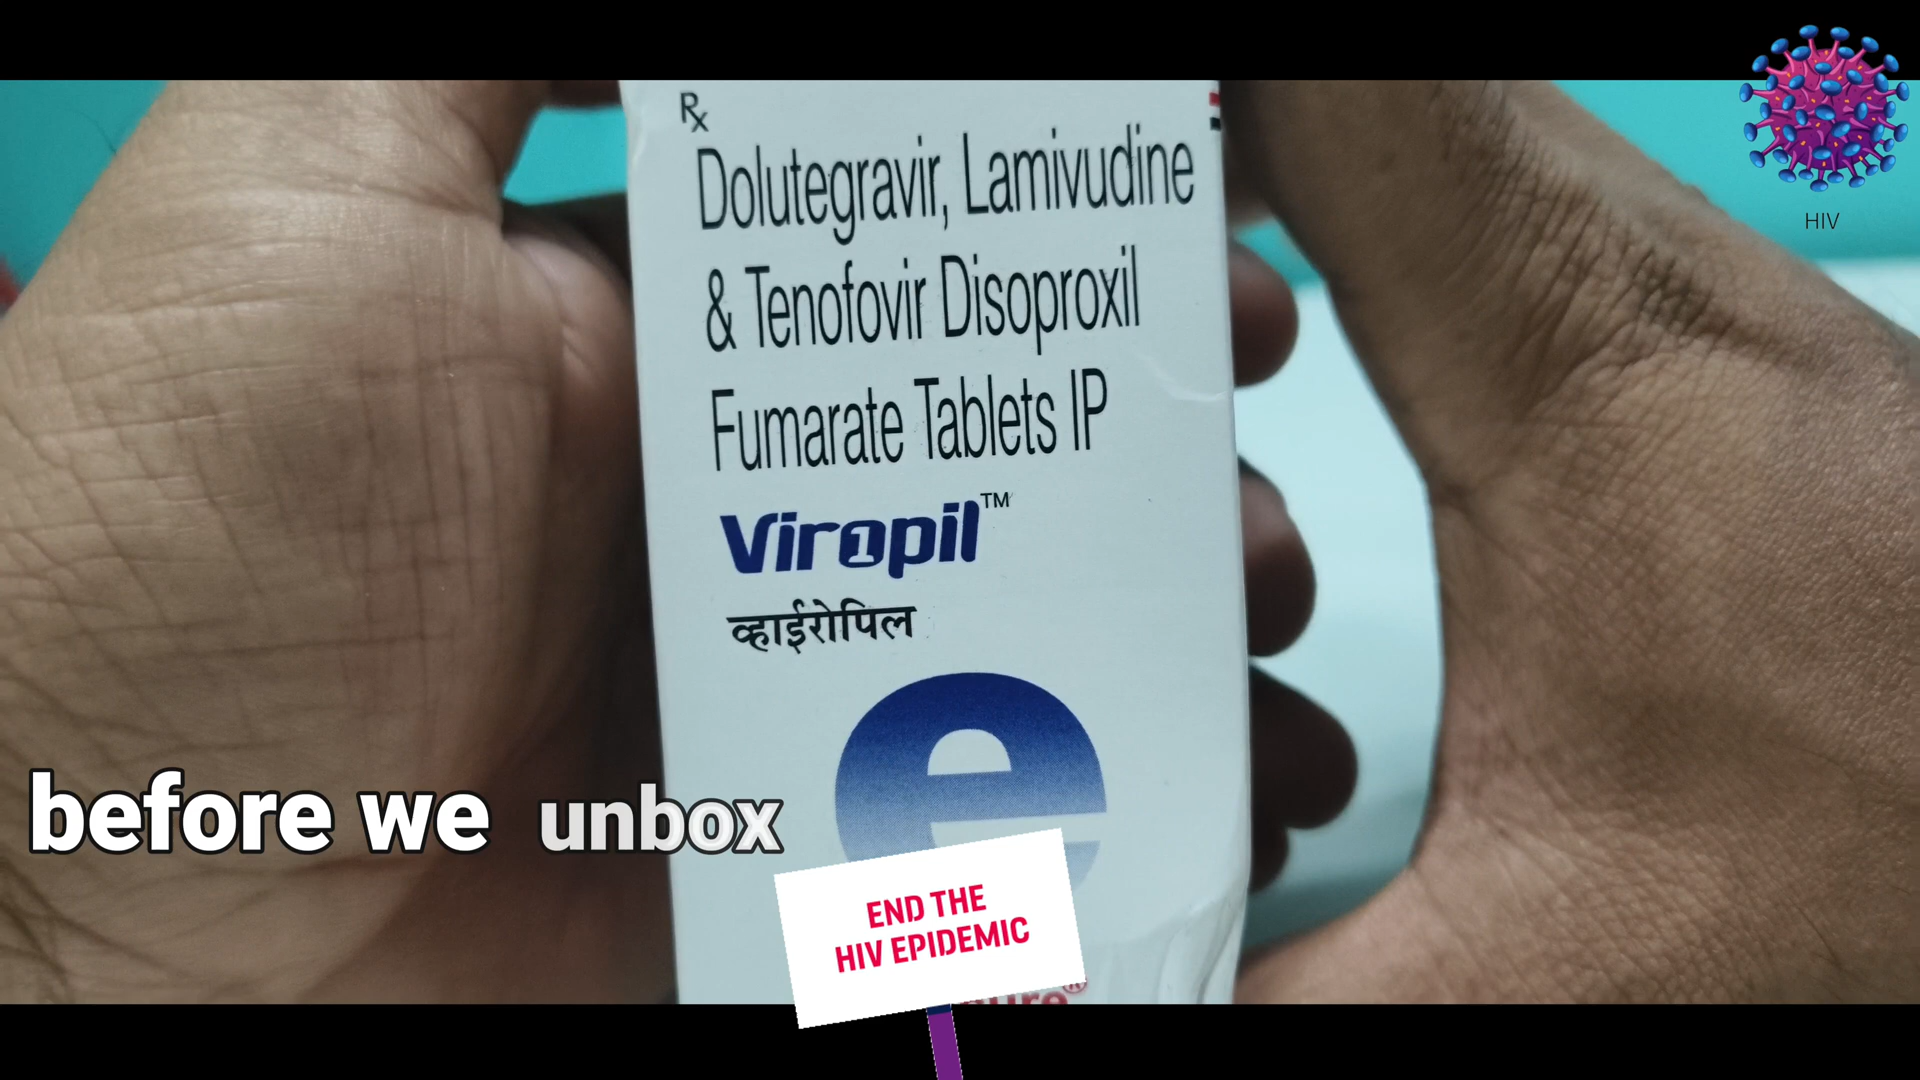 Rx
Dolutegravir, Lamivudine
& Tenofovir Disoproxil
Fumarate Tablets IP
Viropil™
व्हाईरोपिल
e
HIV
before we unbox
END THE
HIV EPIDEMIC